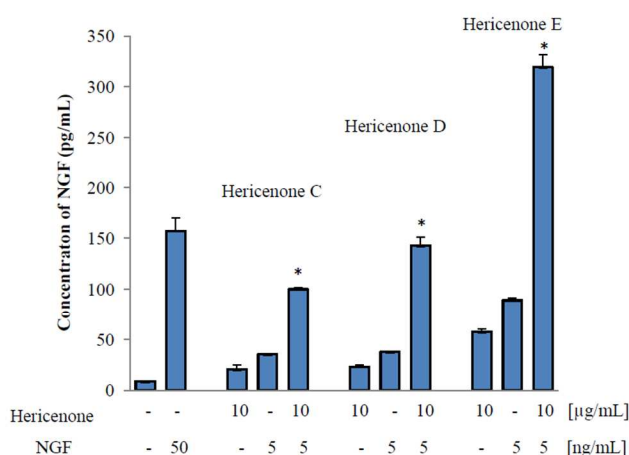 Hericenone E
350
*
300
Hericenone D
250
Hericenone C
200
*
150
*
100
50
0
Concentraton of NGF (pg/mL)
Hericenone - - 10 - 10 10 - 10 10 - 10 [µg/mL]
NGF - 50 - 5 5 - 5 5 - 5 5 [ng/mL]